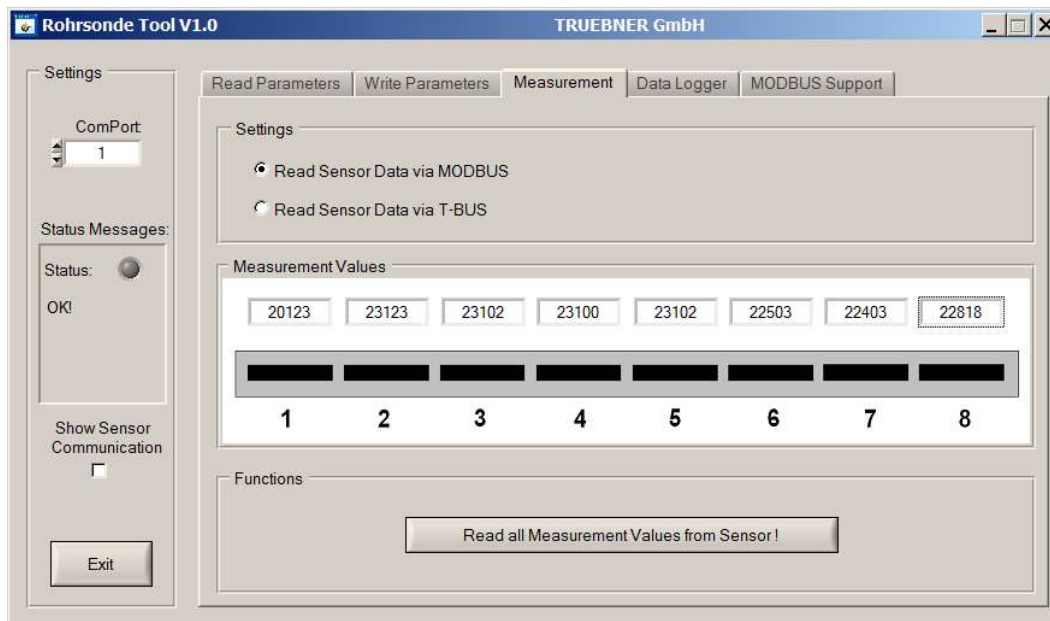 Rohrsonde Tool V1.0 TRUEBNER GmbH
Settings
ComPort:
1
Status Messages:
Status:
OK!
Show Sensor
Communication
Exit
Read Parameters Write Parameters Measurement Data Logger MODBUS Support
Settings
Read Sensor Data via MODBUS
Read Sensor Data via T-BUS
Measurement Values
20123 23123 23102 23100 23102 22503 22403 22818
1 2 3 4 5 6 7 8
Functions
Read all Measurement Values from Sensor !